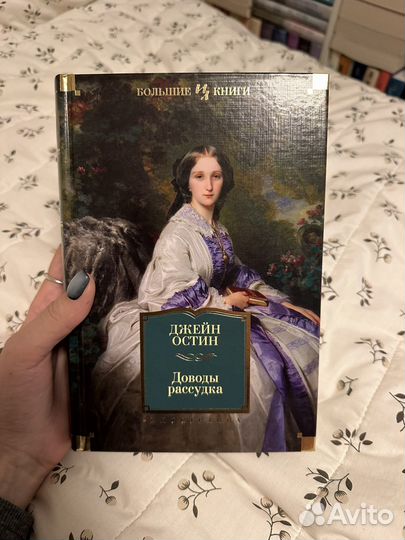 БОЛЬШИЕ КНИГИ
ДЖЕЙН
ОСТИН
Доводы
рассудка
Avito